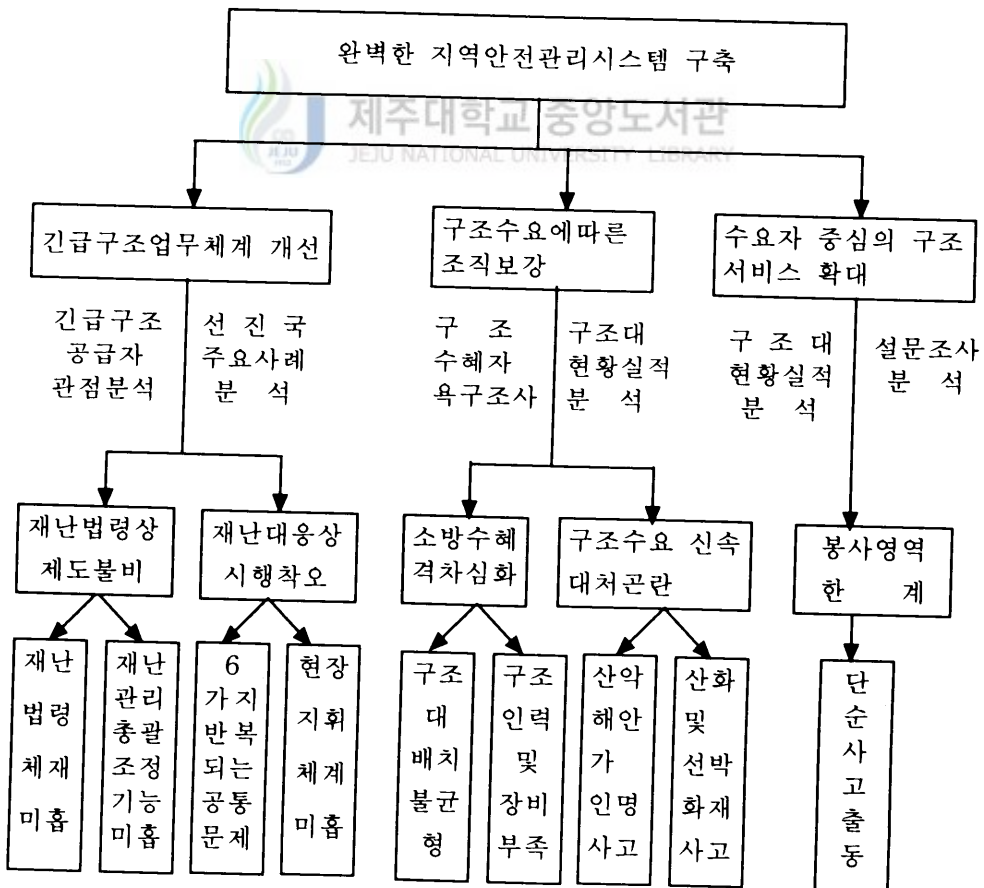 완벽한 지역안전관리시스템 구축
제주대학교 중앙도서관
JEJU NATIONAL UNIVERSITY LIBRARY
JEJU
1952
긴급구조업무체계 개선
구조수요에따른
조직보강
수요자 중심의 구조
서비스 확대
긴급구조
공급자
관점분석
선 진 국
주요사례
분 석
구 조
수혜자
욕구조사
구조대
현황실적
분 석
구 조 대
현황실적
분 석
설문조사
분 석
재난법령상
제도불비
재난대응상
시행착오
소방수혜
격차심화
구조수요 신속
대처곤란
봉사영역
한 계
재난
법령
체재
미흡
재난
관리
총괄
조정
기능
미흡
6
가지
반복
되는
공통
문제
현장
지휘
체계
미흡
구조
대
배치
불균
형
구조
인력
및
장비
부족
산악
해안
가
인명
사고
산화
및
선박
화재
사고
단
순
사
고
출
동